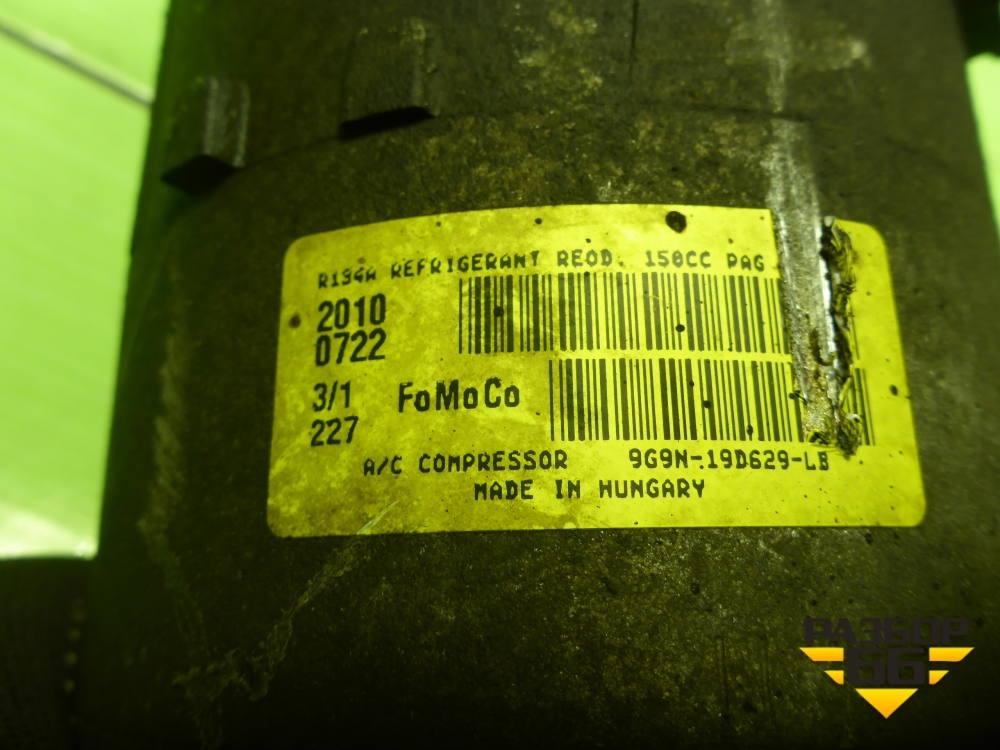 R134A REFRIGERANT REQD. 150CC PAG
2010
0722
3/1 FoMoCo
227
A/C COMPRESSOR 9G9N-19D629-LB
MADE IN HUNGARY
РАЗБОР
66